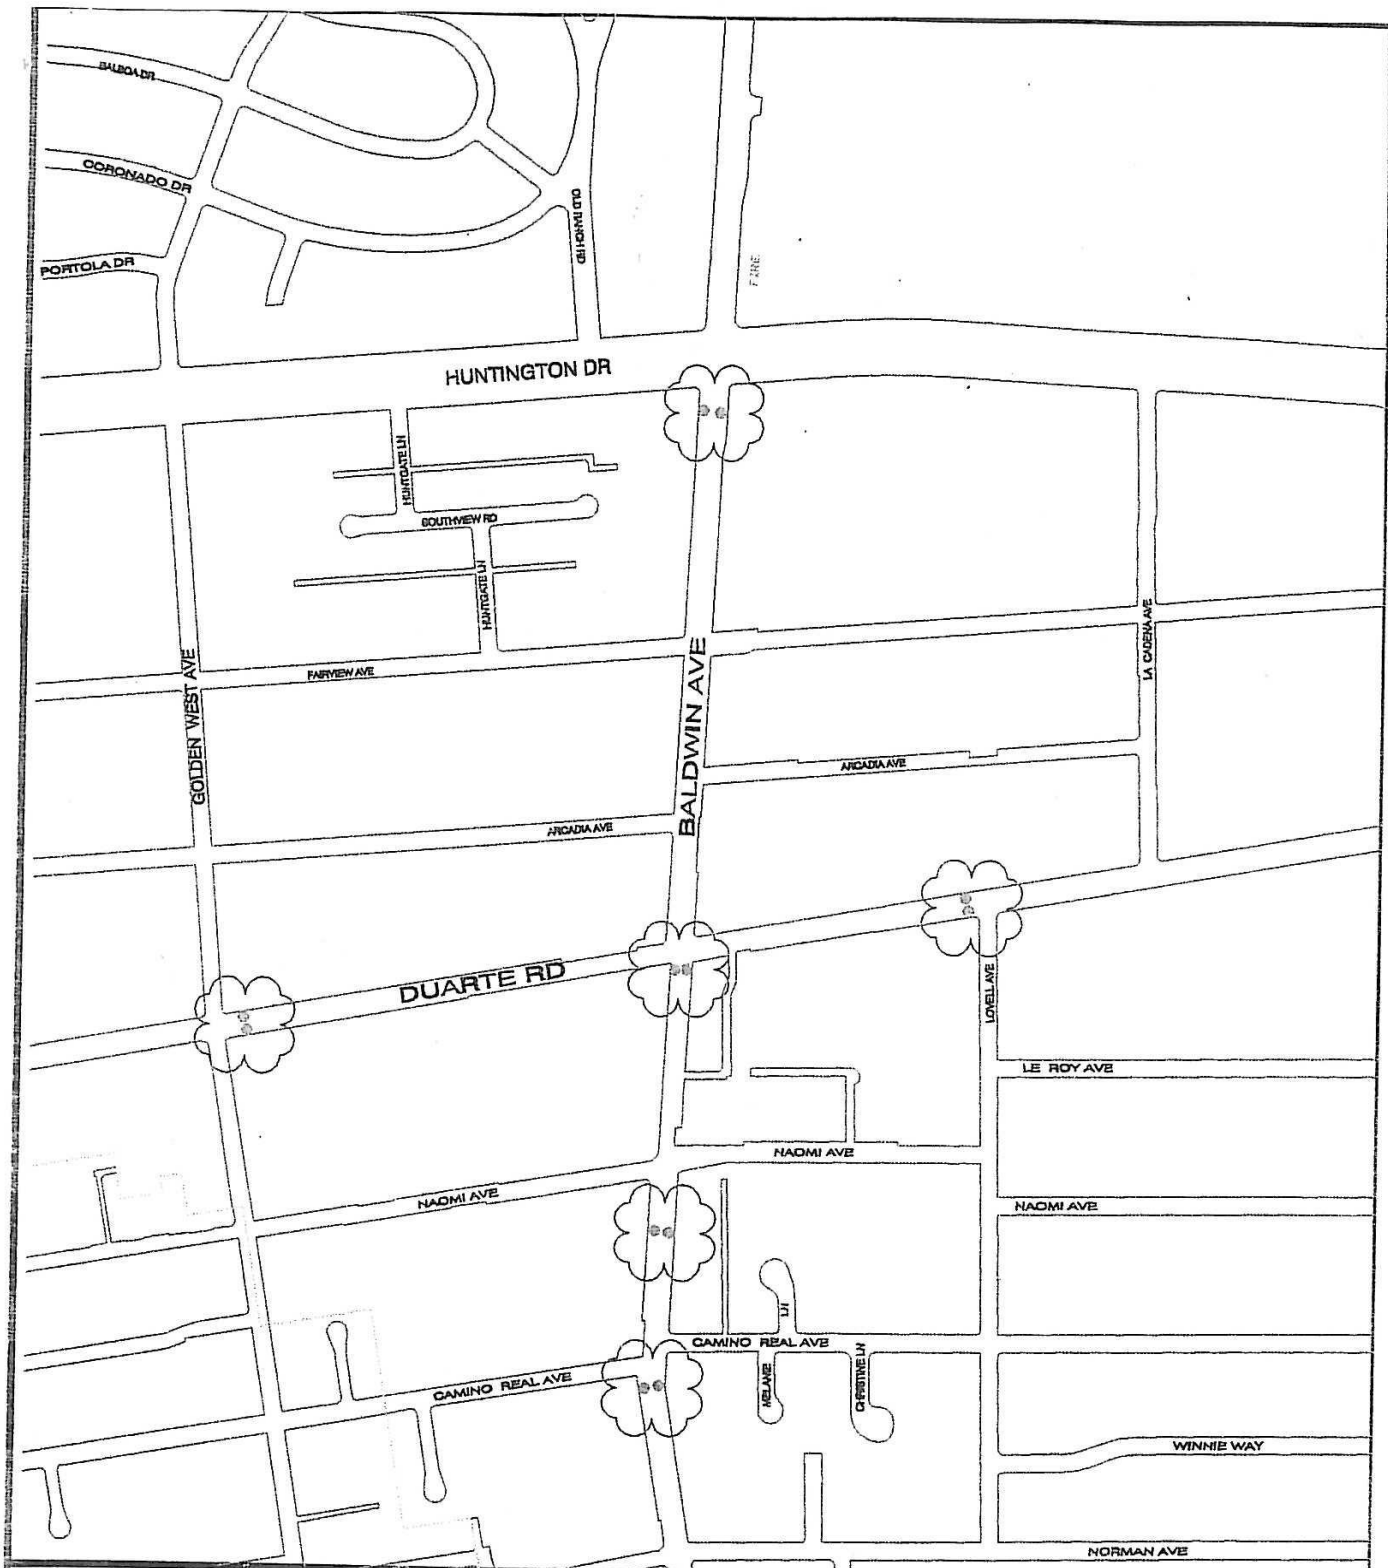 BALBOA DR
CORONADO DR
OLD RANCH RD
PORTOLA DR
FIRE
HUNTINGTON DR
HUNTGATE LN
SOUTHVIEW RD
HUNTGATE LN
LA CADENA AVE
GOLDEN WEST AVE
FAIRVIEW AVE
BALDWIN AVE
ARCADIA AVE
ARCADIA AVE
DUARTE RD
LOVELL AVE
LE ROY AVE
NAOMI AVE
NAOMI AVE
NAOMI AVE
LN
CAMINO REAL AVE
MELANIE
CHRISTINE LN
CAMINO REAL AVE
WINNIE WAY
NORMAN AVE